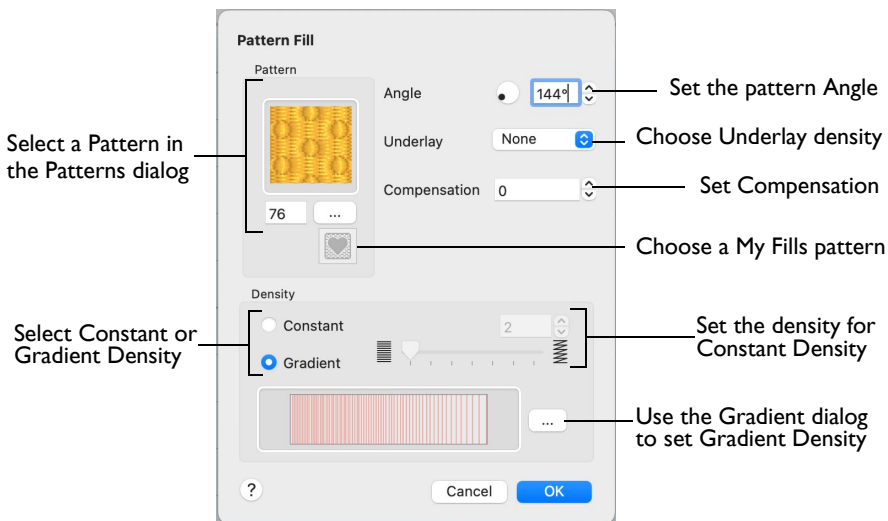 Pattern Fill
Pattern
Angle
144°
Set the pattern Angle
Underlay
None
Choose Underlay density
Select a Pattern in
the Patterns dialog
Compensation
0
Set Compensation
76
...
Choose a My Fills pattern
Density
Select Constant or
Gradient Density
Constant
2
Gradient
Set the density for
Constant Density
...
Use the Gradient dialog
to set Gradient Density
?
Cancel
OK